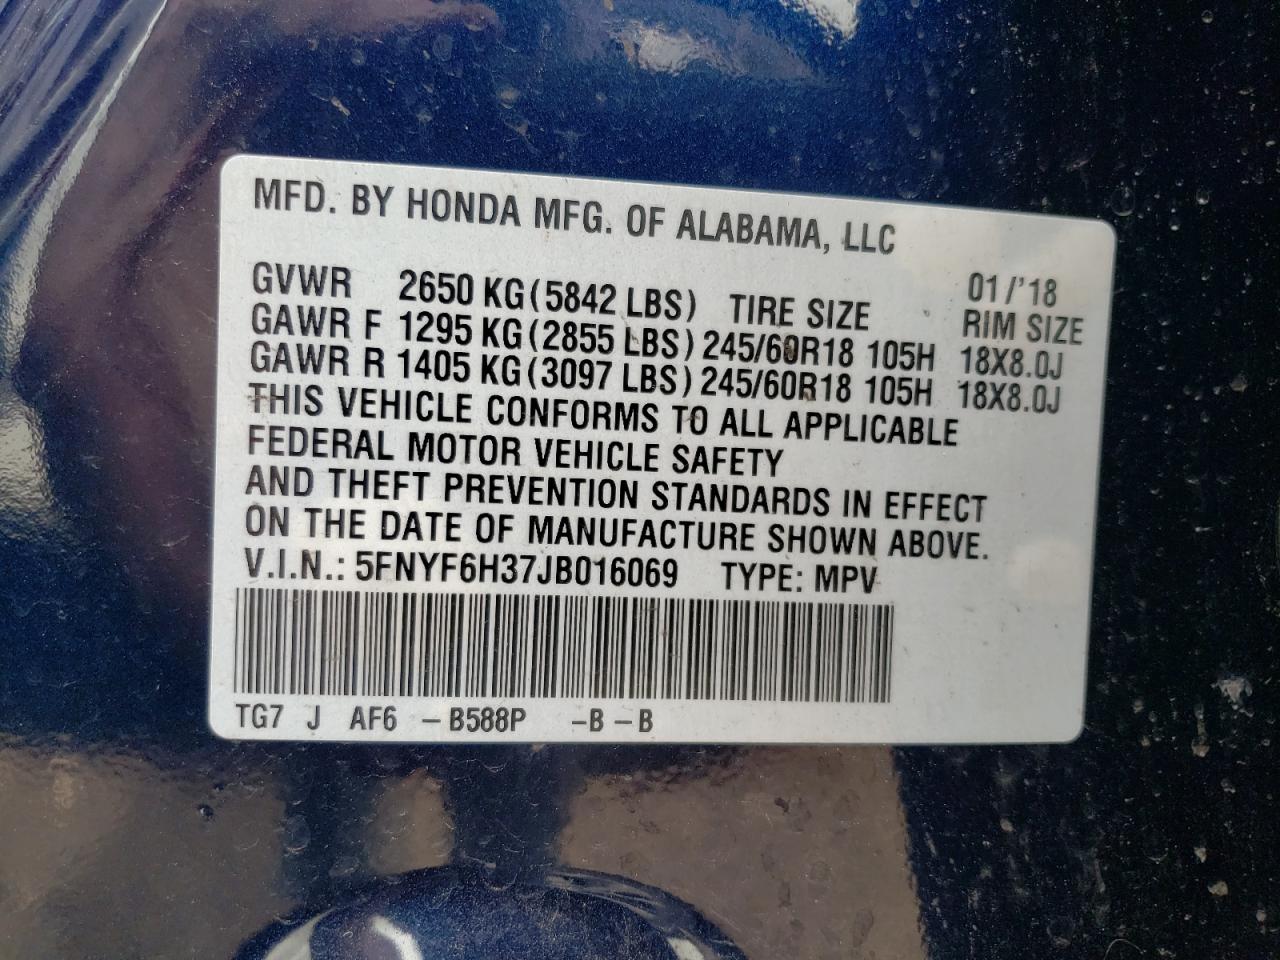 MFD. BY HONDA MFG. OF ALABAMA, LLC
GVWR 2650 KG(5842 LBS) TIRE SIZE 01/'18 RIM SIZE
GAWR F 1295 KG(2855 LBS) 245/60R18 105H 18X8.0J
GAWR R 1405 KG(3097 LBS) 245/60R18 105H 18X8.0J
THIS VEHICLE CONFORMS TO ALL APPLICABLE
FEDERAL MOTOR VEHICLE SAFETY
AND THEFT PREVENTION STANDARDS IN EFFECT
ON THE DATE OF MANUFACTURE SHOWN ABOVE.
V.I.N.: 5FNYF6H37JB016069 TYPE: MPV
TG7 J AF6 -B588P -B -B